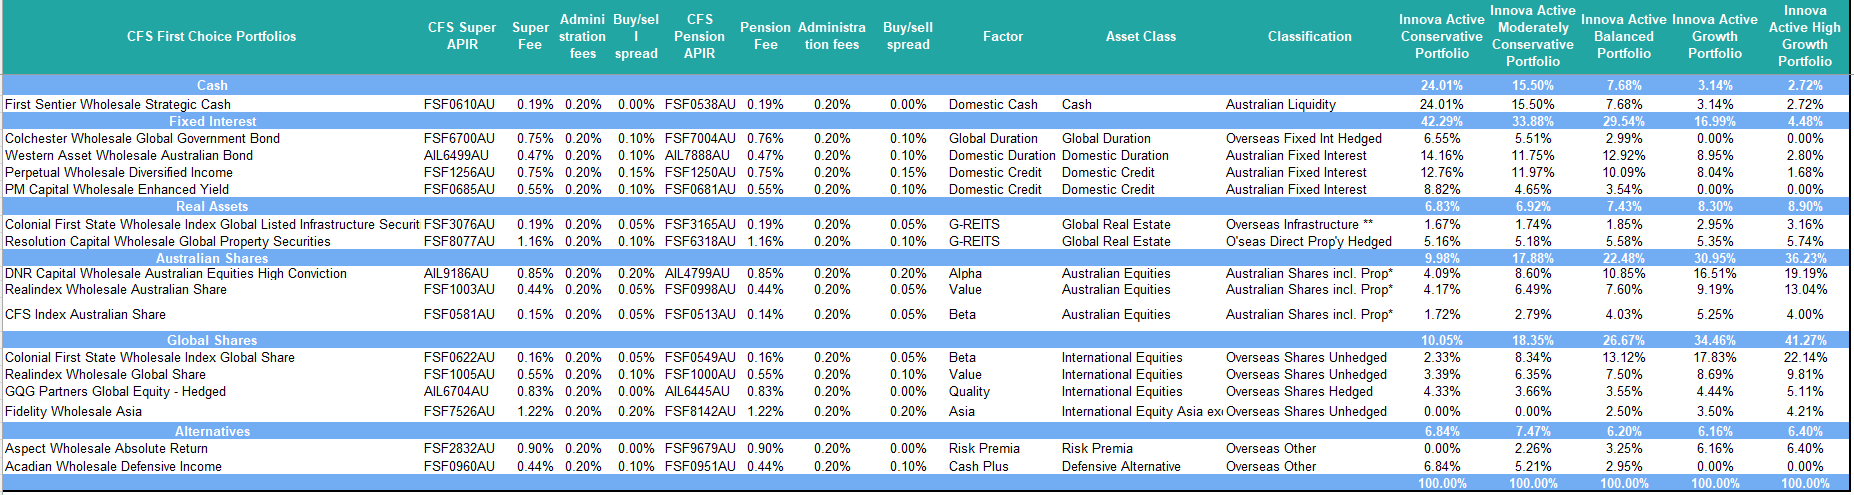 CFS First Choice Portfolios CFS Super APIR Super Fee Admini stration fees Buy/sel l spread CFS Pension APIR Pension Fee Administra tion fees Buy/sell spread Factor Asset Class Classification Innova Active Conservative Portfolio Innova Active Moderately Conservative Portfolio Innova Active Balanced Portfolio Innova Active Growth Portfolio Innova Active High Growth Portfolio
Cash 24.01% 15.50% 7.68% 3.14% 2.72%
First Sentier Wholesale Strategic Cash FSF0610AU 0.19% 0.20% 0.00% FSF0538AU 0.19% 0.20% 0.00% Domestic Cash Cash Australian Liquidity 24.01% 15.50% 7.68% 3.14% 2.72%
Fixed Interest 42.29% 33.88% 29.54% 16.99% 4.48%
Colchester Wholesale Global Government Bond FSF6700AU 0.75% 0.20% 0.10% FSF7004AU 0.76% 0.20% 0.10% Global Duration Global Duration Overseas Fixed Int Hedged 6.55% 5.51% 2.99% 0.00% 0.00%
Western Asset Wholesale Australian Bond AIL6499AU 0.47% 0.20% 0.10% AIL7888AU 0.47% 0.20% 0.10% Domestic Duration Domestic Duration Australian Fixed Interest 14.16% 11.75% 12.92% 8.95% 2.80%
Perpetual Wholesale Diversified Income FSF1256AU 0.75% 0.20% 0.15% FSF1250AU 0.75% 0.20% 0.15% Domestic Credit Domestic Credit Australian Fixed Interest 12.76% 11.97% 10.09% 8.04% 1.68%
PM Capital Wholesale Enhanced Yield FSF0685AU 0.55% 0.20% 0.10% FSF0681AU 0.55% 0.20% 0.10% Domestic Credit Domestic Credit Australian Fixed Interest 8.82% 4.65% 3.54% 0.00% 0.00%
Real Assets 6.83% 6.92% 7.43% 8.30% 8.90%
Colonial First State Wholesale Index Global Listed Infrastructure Securit FSF3076AU 0.19% 0.20% 0.05% FSF3165AU 0.19% 0.20% 0.05% G-REITS Global Real Estate Overseas Infrastructure ** 1.67% 1.74% 1.85% 2.95% 3.16%
Resolution Capital Wholesale Global Property Securities FSF8077AU 1.16% 0.20% 0.10% FSF6318AU 1.16% 0.20% 0.10% G-REITS Global Real Estate O'seas Direct Prop'y Hedged 5.16% 5.18% 5.58% 5.35% 5.74%
Australian Shares 9.98% 17.88% 22.48% 30.95% 36.23%
DNR Capital Wholesale Australian Equities High Conviction AIL9186AU 0.85% 0.20% 0.20% AIL4799AU 0.85% 0.20% 0.20% Alpha Australian Equities Australian Shares incl. Prop* 4.09% 8.60% 10.85% 16.51% 19.19%
Realindex Wholesale Australian Share FSF1003AU 0.44% 0.20% 0.05% FSF0998AU 0.44% 0.20% 0.05% Value Australian Equities Australian Shares incl. Prop* 4.17% 6.49% 7.60% 9.19% 13.04%
CFS Index Australian Share FSF0581AU 0.15% 0.20% 0.05% FSF0513AU 0.14% 0.20% 0.05% Beta Australian Equities Australian Shares incl. Prop* 1.72% 2.79% 4.03% 5.25% 4.00%
Global Shares 10.05% 18.35% 26.67% 34.46% 41.27%
Colonial First State Wholesale Index Global Share FSF0622AU 0.16% 0.20% 0.05% FSF0549AU 0.16% 0.20% 0.05% Beta International Equities Overseas Shares Unhedged 2.33% 8.34% 13.12% 17.83% 22.14%
Realindex Wholesale Global Share FSF1005AU 0.55% 0.20% 0.10% FSF1000AU 0.55% 0.20% 0.10% Value International Equities Overseas Shares Unhedged 3.39% 6.35% 7.50% 8.69% 9.81%
GQG Partners Global Equity - Hedged AIL6704AU 0.83% 0.20% 0.00% AIL6445AU 0.83% 0.20% 0.00% Quality International Equities Overseas Shares Hedged 4.33% 3.66% 3.55% 4.44% 5.11%
Fidelity Wholesale Asia FSF7526AU 1.22% 0.20% 0.20% FSF8142AU 1.22% 0.20% 0.20% Asia International Equity Asia ex Overseas Shares Unhedged 0.00% 0.00% 2.50% 3.50% 4.21%
Alternatives 6.84% 7.47% 6.20% 6.16% 6.40%
Aspect Wholesale Absolute Return FSF2832AU 0.90% 0.20% 0.00% FSF9679AU 0.90% 0.20% 0.00% Risk Premia Risk Premia Overseas Other 0.00% 2.26% 3.25% 6.16% 6.40%
Acadian Wholesale Defensive Income FSF0960AU 0.44% 0.20% 0.10% FSF0951AU 0.44% 0.20% 0.10% Cash Plus Defensive Alternative Overseas Other 6.84% 5.21% 2.95% 0.00% 0.00%
100.00% 100.00% 100.00% 100.00% 100.00%